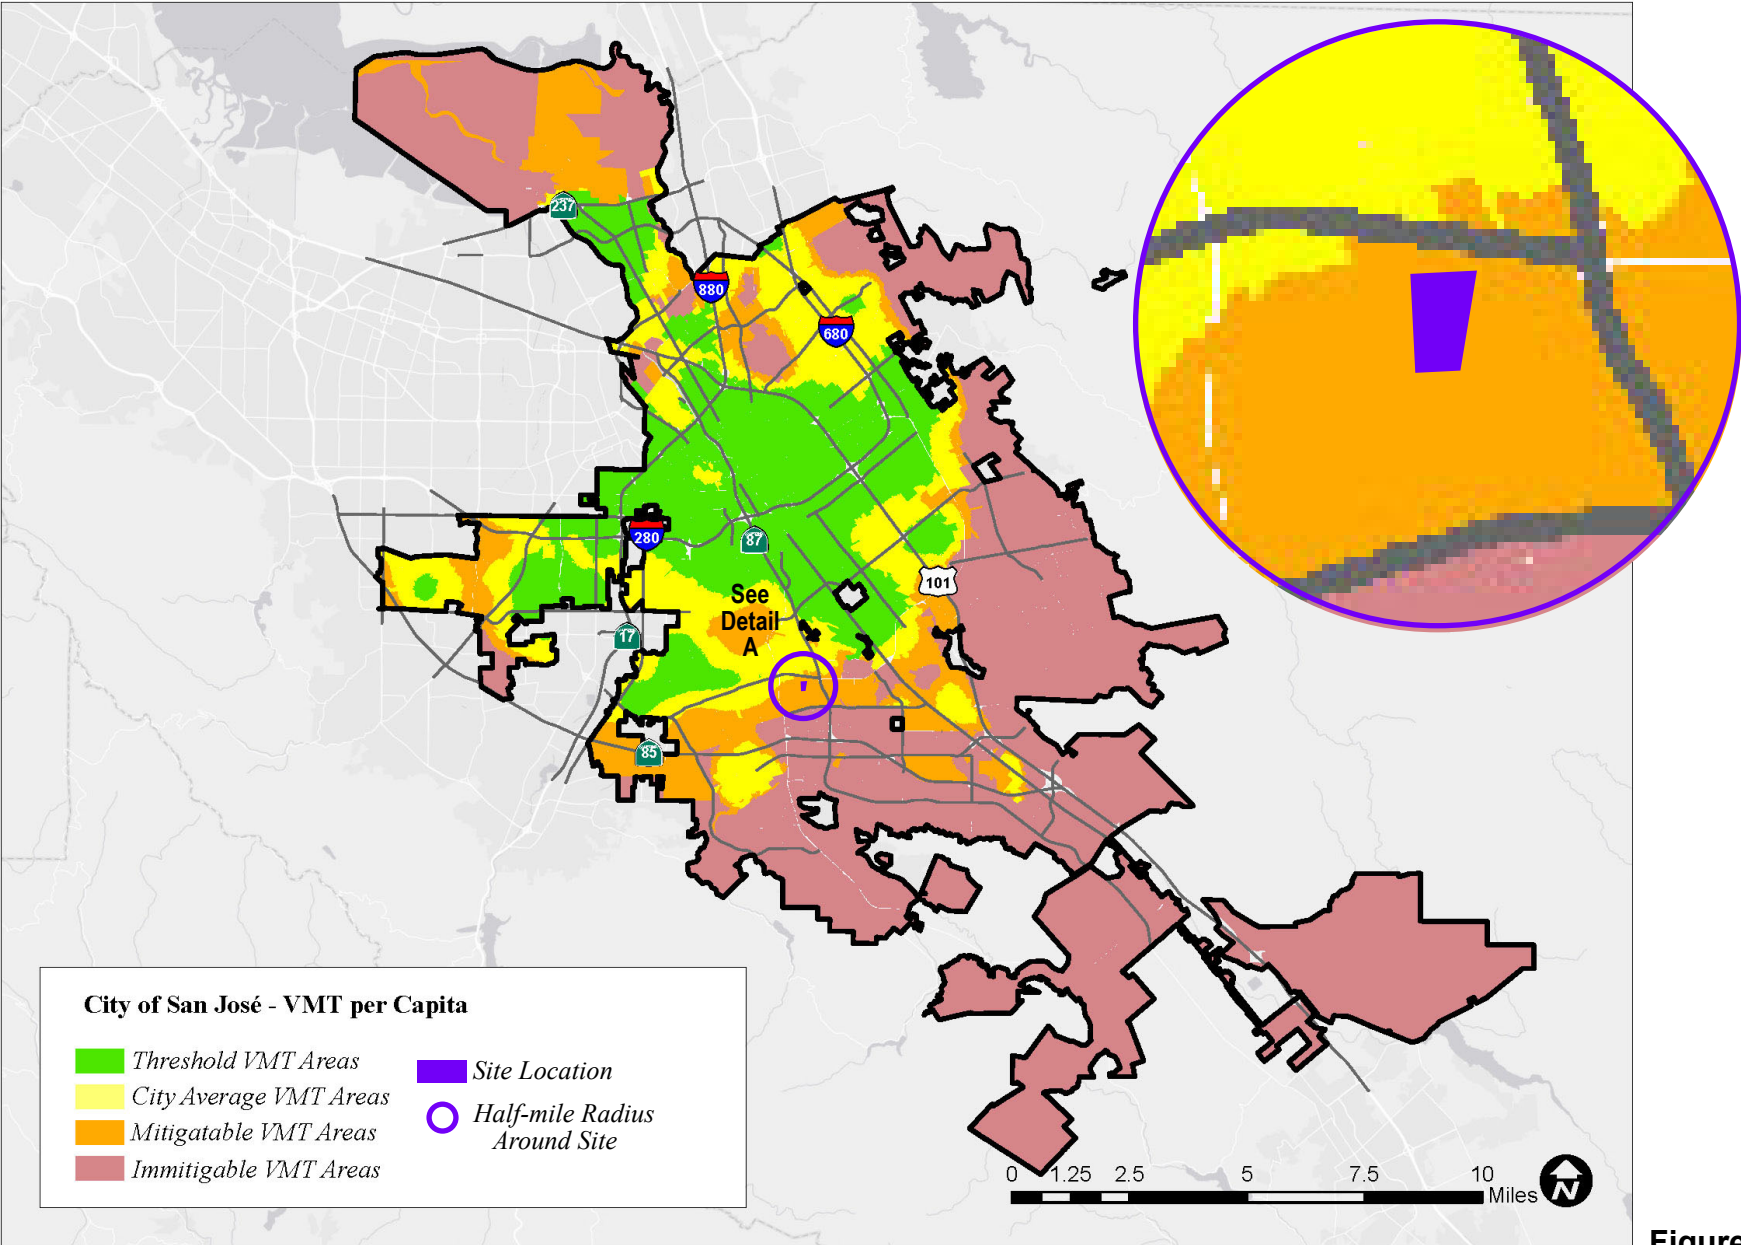 237
880
680
280
87
101
See
Detail
A
17
85
City of San José - VMT per Capita
Threshold VMT Areas
City Average VMT Areas
Mitigatable VMT Areas
Immitigable VMT Areas
Site Location
Half-mile Radius
Around Site
0 1.25 2.5 5 7.5 10
Miles
N
Figure